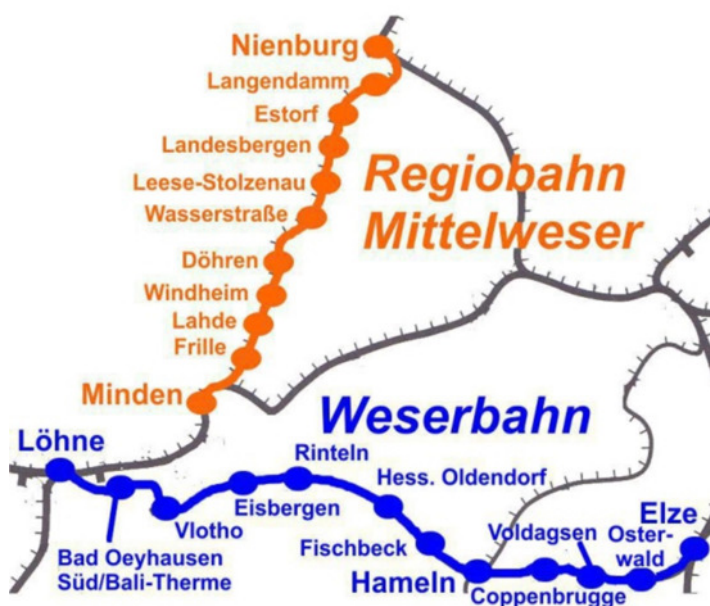 Nienburg
Langendamm
Estorf
Landesbergen
Leese-Stolzenau
Wasserstraße
Regiobahn
Mittelweser
Döhren
Windheim
Lahde
Frille
Minden
Weserbahn
Löhne
Rinteln
Hess. Oldendorf
Eisbergen
Vlotho
Bad Oeyhausen
Süd/Bali-Therme
Fischbeck
Hameln
Voldagsen
Coppenbrugge
Oster-
wald
Elze